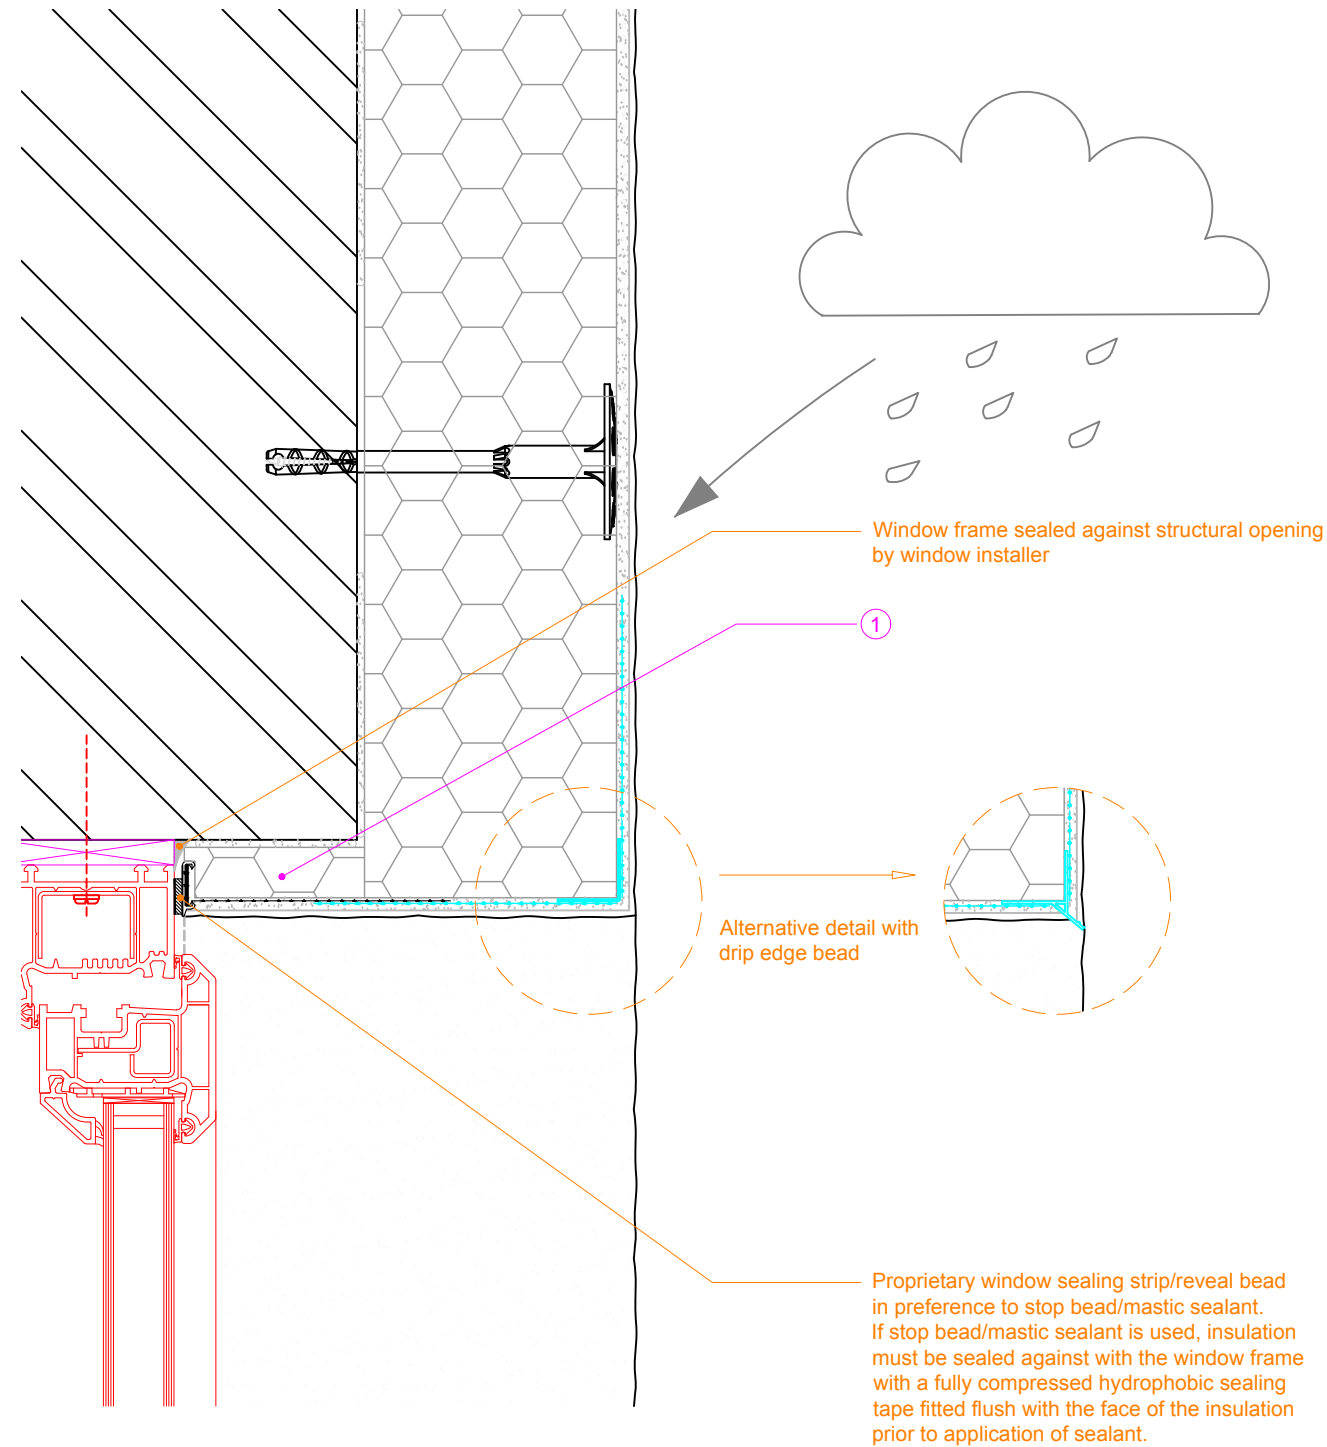 Window frame sealed against structural opening
by window installer
1
Alternative detail with
drip edge bead
Proprietary window sealing strip/reveal bead
in preference to stop bead/mastic sealant.
If stop bead/mastic sealant is used, insulation
must be sealed against with the window frame
with a fully compressed hydrophobic sealing
tape fitted flush with the face of the insulation
prior to application of sealant.